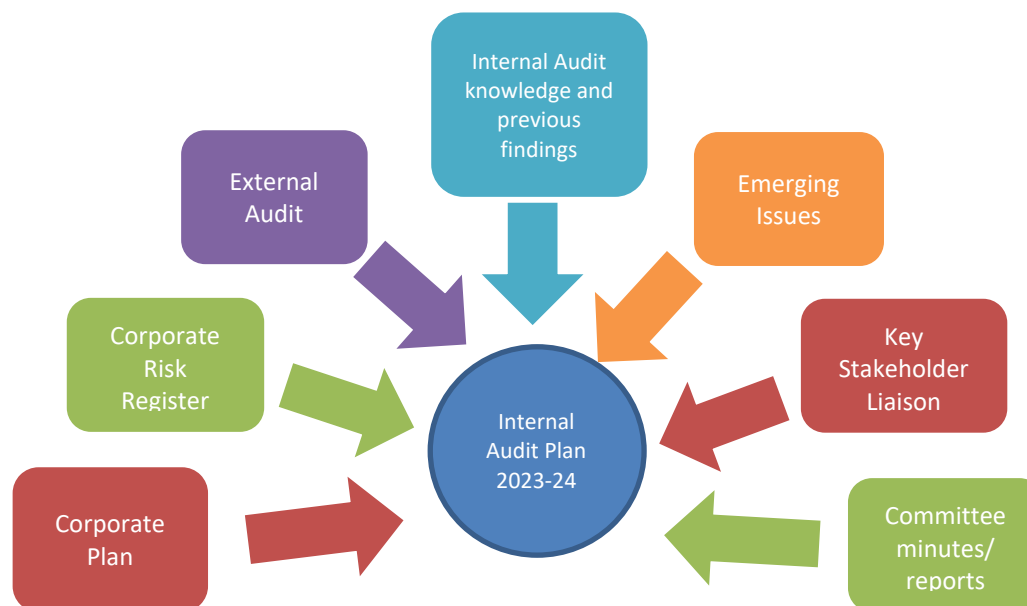 Internal Audit
knowledge and
previous
findings
External
Audit
Emerging
Issues
Corporate
Risk
Register
Key
Stakeholder
Liaison
Internal
Audit Plan
2023-24
Corporate
Plan
Committee
minutes/
reports